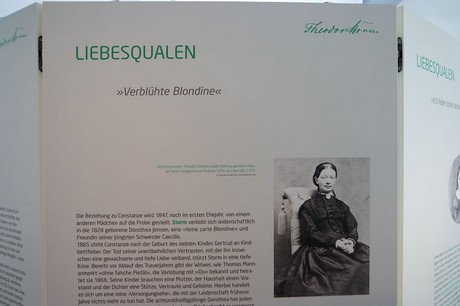 Theodor Storm
LIEBESQUALEN
LIEBESQUALEN
»Verblühte Blondine«
Die Beziehung zu Constanze wird 1847, noch im ersten Ehejahr, von einem
anderen Mädchen auf die Probe gestellt. Storm verliebt sich leidenschaftlich
in die 1828 geborene Dorothea Jensen, eine »feine zarte Blondine« und
Freundin seiner jüngsten Schwester Caecilie.
1865 stirbt Constanze nach der Geburt des siebten Kindes Gertrud an Kind-
bettfieber. Der Tod seiner unentbehrlichen Vertrauten, mit der ihn inzwi-
schen eine gewachsene und tiefe Liebe verband, stürzt Storm in eine tiefe
Krise. Bereits vor Ablauf des Trauerjahres gibt der Witwer, wie Thomas Mann
anmerkt »ohne falsche Pietät«, die Verlobung mit »Do« bekannt und heira-
tet sie 1866. Seine Kinder brauchen eine Mutter, der Haushalt einen Vor-
stand und der Dichter eine Stütze, Vertraute und Geliebte. Hierbei handelt
es sich um eine reine »Versorgungsehe«, die mit der Leidenschaft früherer
Jahre nichts mehr zu tun hat. Die achtunddreißigjährige Dorothea hat jeden